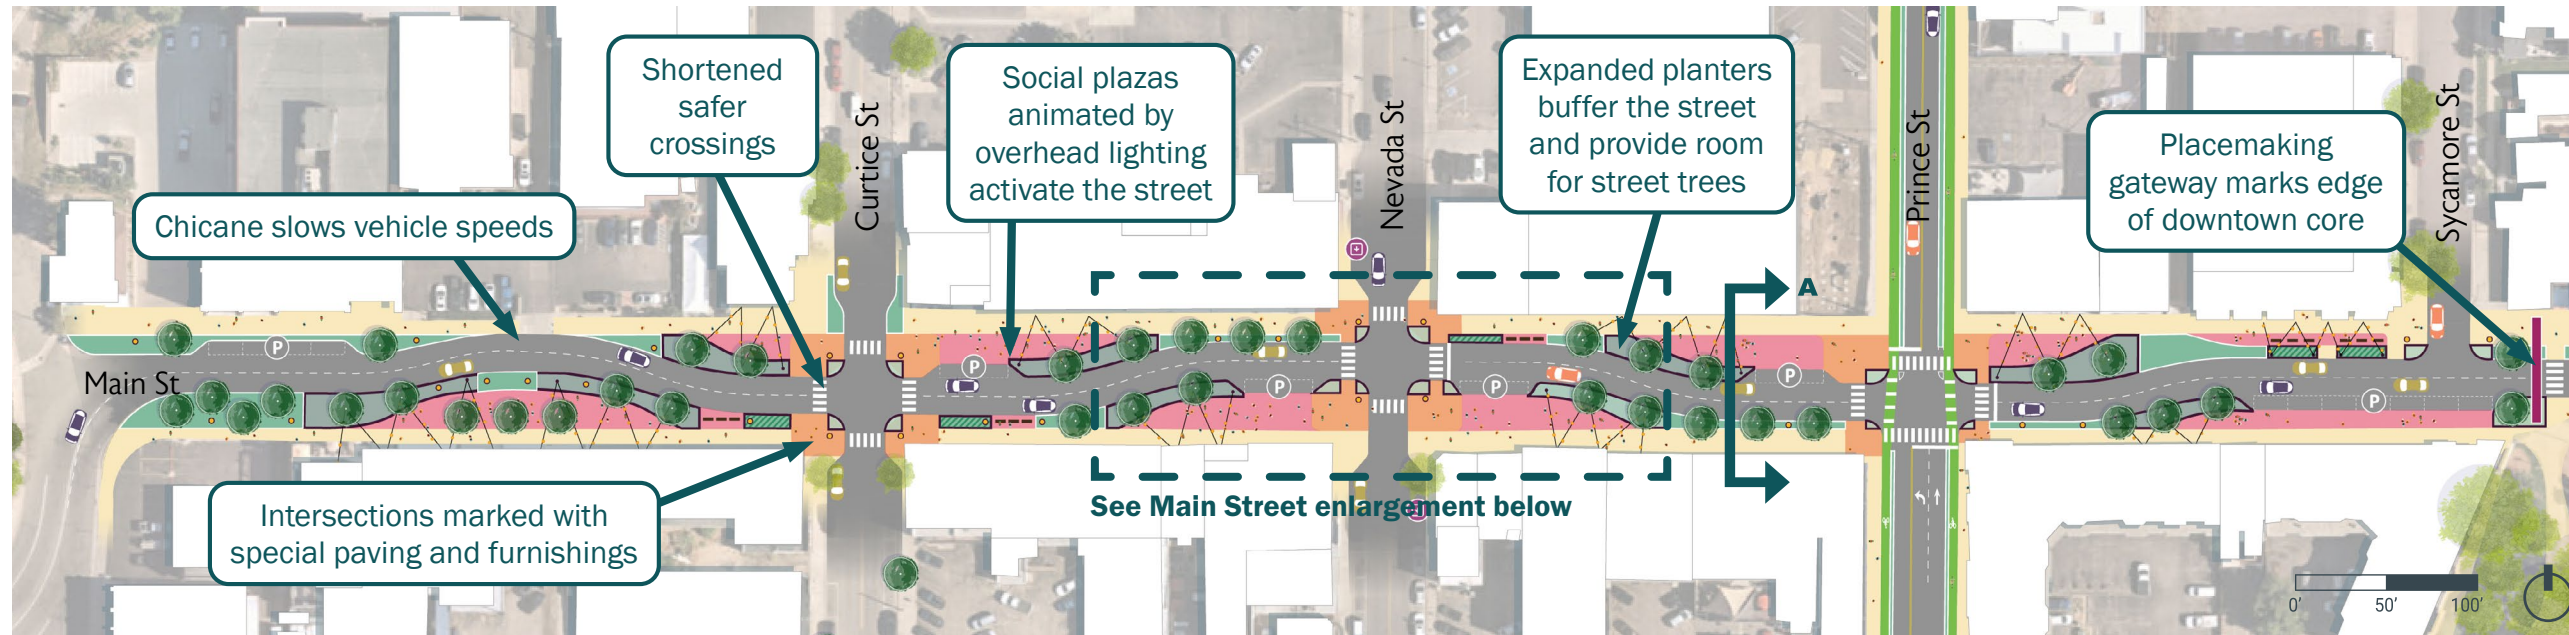 Shortened
safer
crossings
Social plazas
animated by
overhead lighting
activate the street
Expanded planters
buffer the street
and provide room
for street trees
Placemaking
gateway marks edge
of downtown core
Chicane slows vehicle speeds
Curtice St
Nevada St
Prince St
Sycamore St
A
P
P
P
P
P
P
Main St
See Main Street enlargement below
Intersections marked with
special paving and furnishings
0'
50'
100'